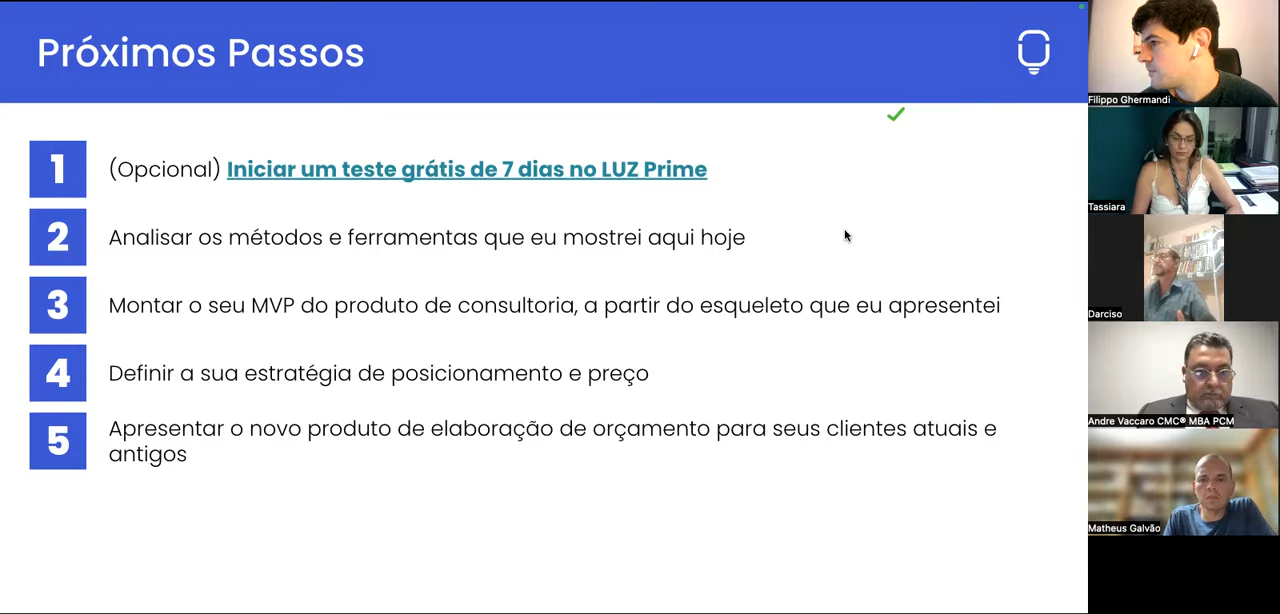 Próximos Passos
1
(Opcional) Iniciar um teste grátis de 7 dias no LUZ Prime
2
Analisar os métodos e ferramentas que eu mostrei aqui hoje
3
Montar o seu MVP do produto de consultoria, a partir do esqueleto que eu apresentei
4
Definir a sua estratégia de posicionamento e preço
5
Apresentar o novo produto de elaboração de orçamento para seus clientes atuais e
antigos
Filippo Ghermandi
Tassiara
Darciso
Andre Vaccaro CMC® MBA PCM
Matheus Galvão